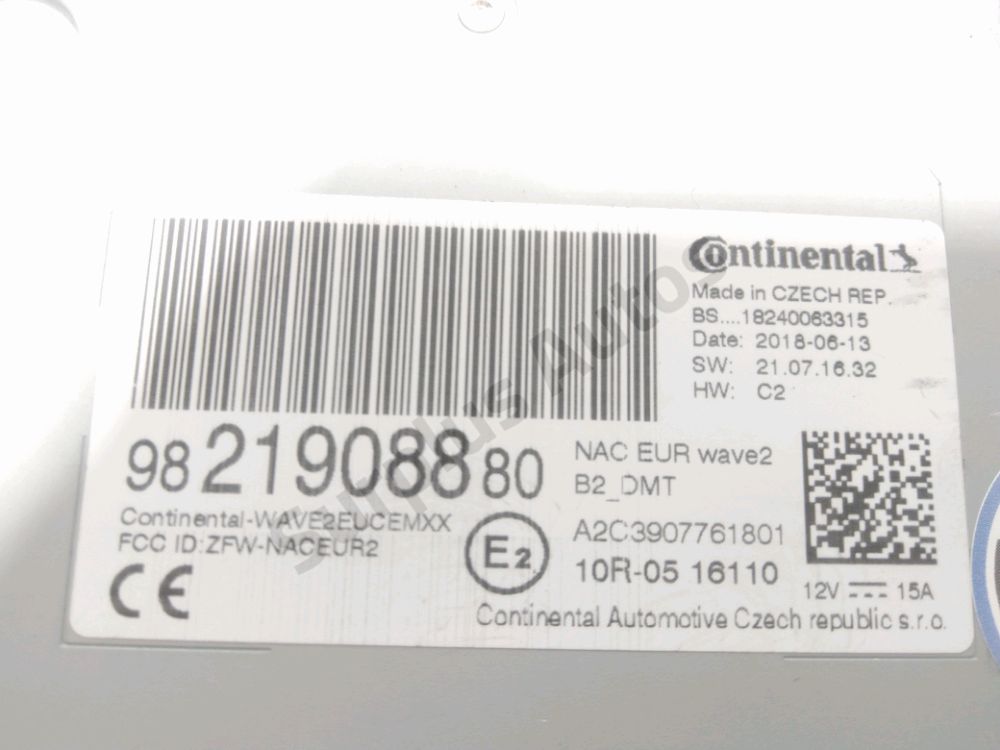 Continental
Made in CZECH REP.
BS....18240063315
Date: 2018-06-13
SW: 21.07.16.32
HW: C2
98 219088 80
NAC EUR wave2
B2_DMT
Continental-WAVE2EUCEMXX
FCC ID:ZFW-NACEUR2
A2C3907761801
E2
10R-05 16110
CE
12V 15A
Continental Automotive Czech republic s.r.o.
Surplus Autos